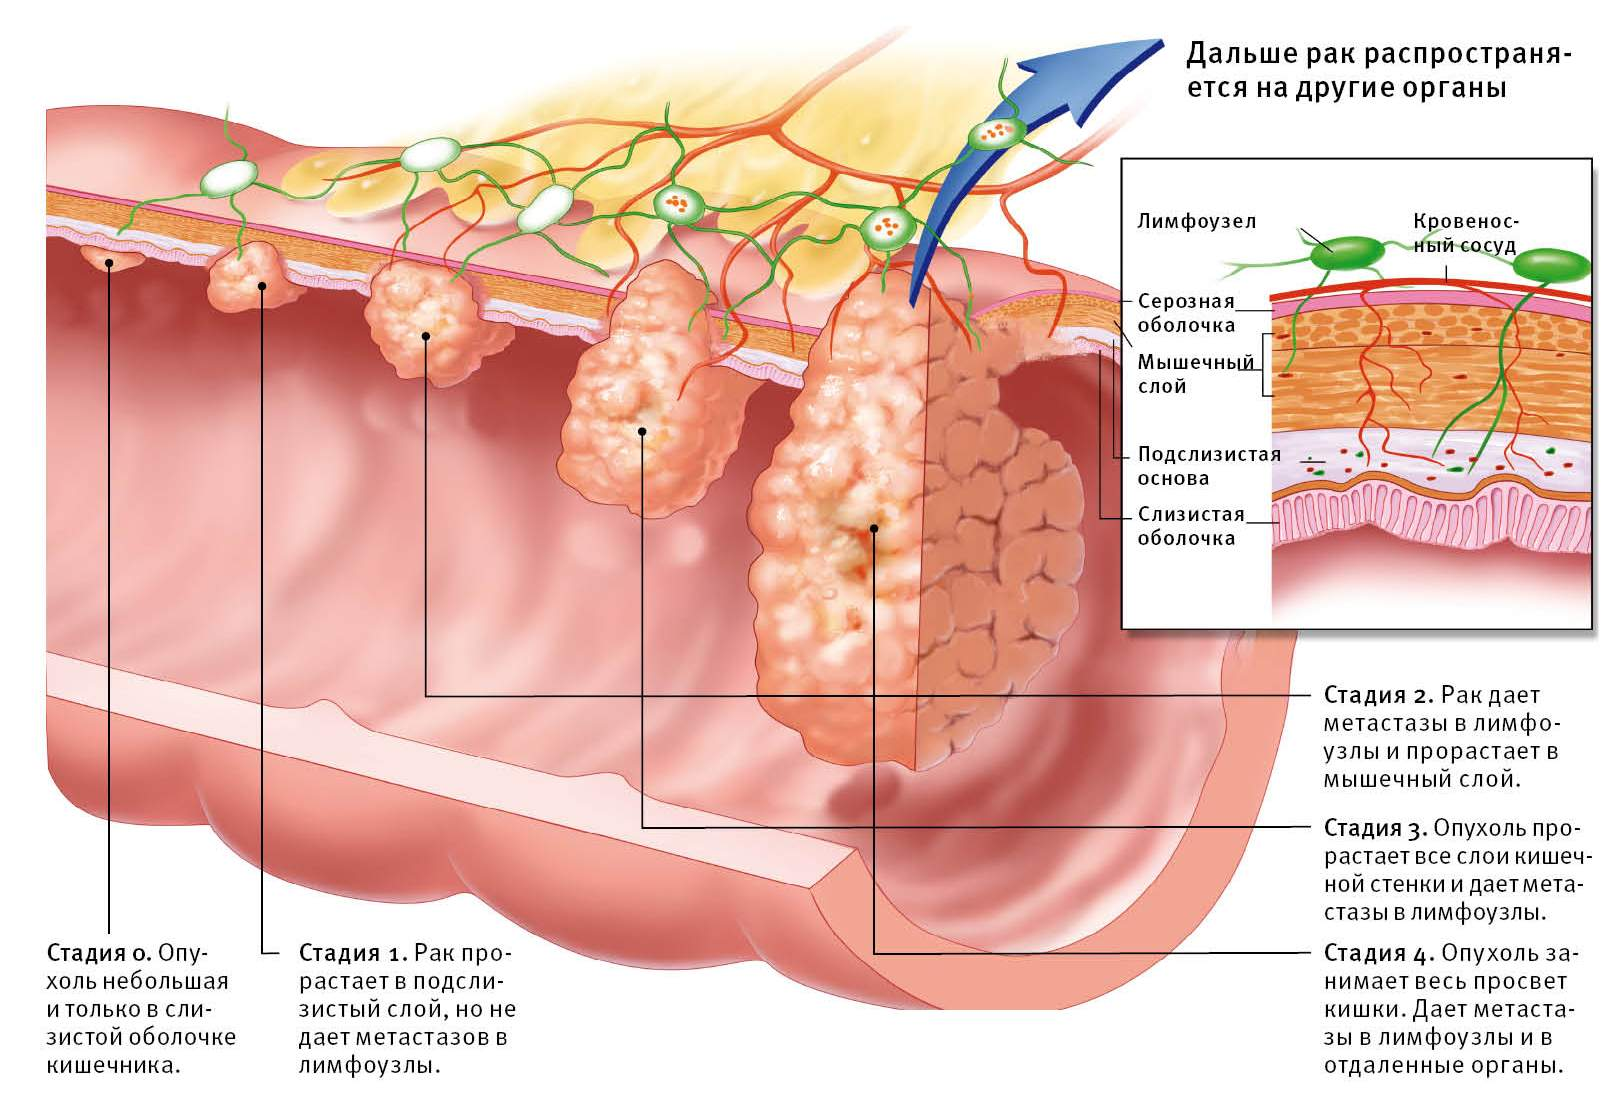 Дальше рак распространя-
ется на другие органы
Лимфоузел
Кровенос-
ный сосуд
Серозная
оболочка
Мышечный
слой
Подслизистая
основа
Слизистая
оболочка
Стадия 2. Рак дает
метастазы в лимфо-
узлы и прорастает в
мышечный слой.
Стадия 3. Опухоль про-
растает все слои кишеч-
ной стенки и дает мета-
стазы в лимфоузлы.
Стадия 4. Опухоль за-
нимает весь просвет
кишки. Дает метаста-
зы в лимфоузлы и в
отдаленные органы.
Стадия 0. Опу-
холь небольшая
и только в сли-
зистой оболочке
кишечника.
Стадия 1. Рак про-
растает в подсли-
зистый слой, но не
дает метастазов в
лимфоузлы.